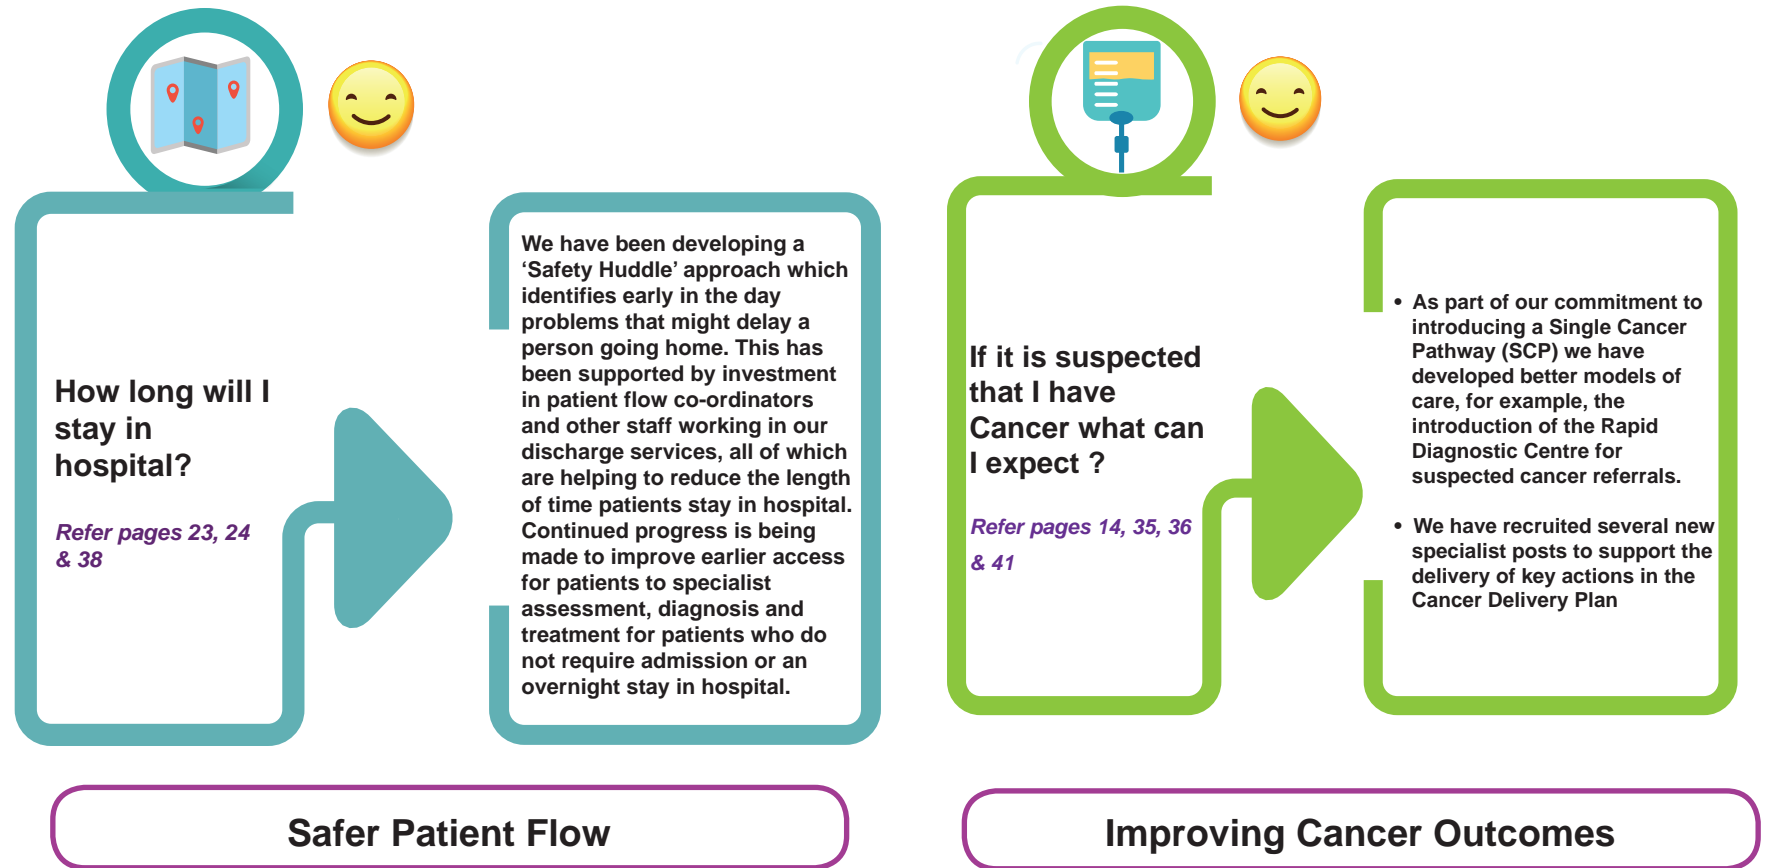 How long will I
stay in
hospital?
Refer pages 23, 24
& 38
We have been developing a
‘Safety Huddle’ approach which
identifies early in the day
problems that might delay a
person going home. This has
been supported by investment
in patient flow co-ordinators
and other staff working in our
discharge services, all of which
are helping to reduce the length
of time patients stay in hospital.
Continued progress is being
made to improve earlier access
for patients to specialist
assessment, diagnosis and
treatment for patients who do
not require admission or an
overnight stay in hospital.
Safer Patient Flow
If it is suspected
that I have
Cancer what can
I expect ?
Refer pages 14, 35, 36
& 41
• As part of our commitment to
introducing a Single Cancer
Pathway (SCP) we have
developed better models of
care, for example, the
introduction of the Rapid
Diagnostic Centre for
suspected cancer referrals.
• We have recruited several new
specialist posts to support the
delivery of key actions in the
Cancer Delivery Plan
Improving Cancer Outcomes